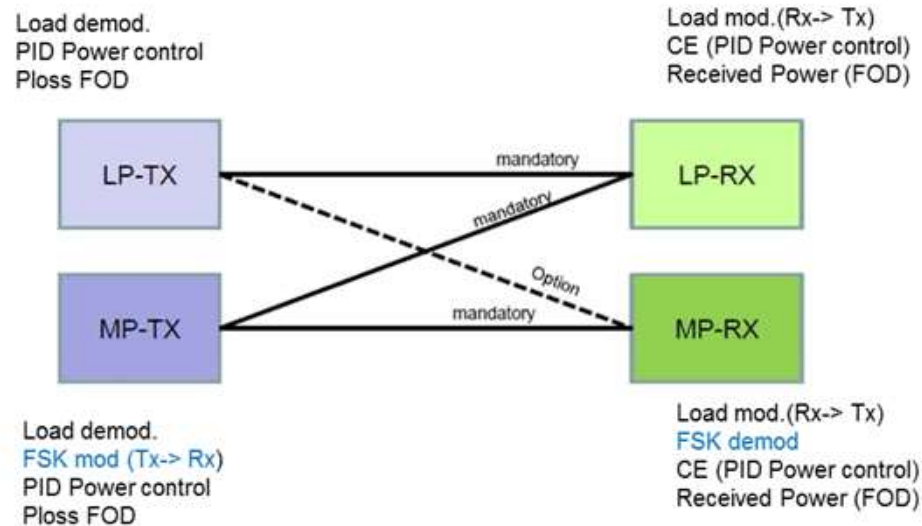 Load demod.
PID Power control
Ploss FOD
Load mod.(Rx-> Tx)
CE (PID Power control)
Received Power (FOD)
LP-TX
mandatory
LP-RX
mandatory
Option
MP-TX
mandatory
MP-RX
Load demod.
FSK mod (Tx-> Rx)
PID Power control
Ploss FOD
Load mod.(Rx-> Tx)
FSK demod
CE (PID Power control)
Received Power (FOD)